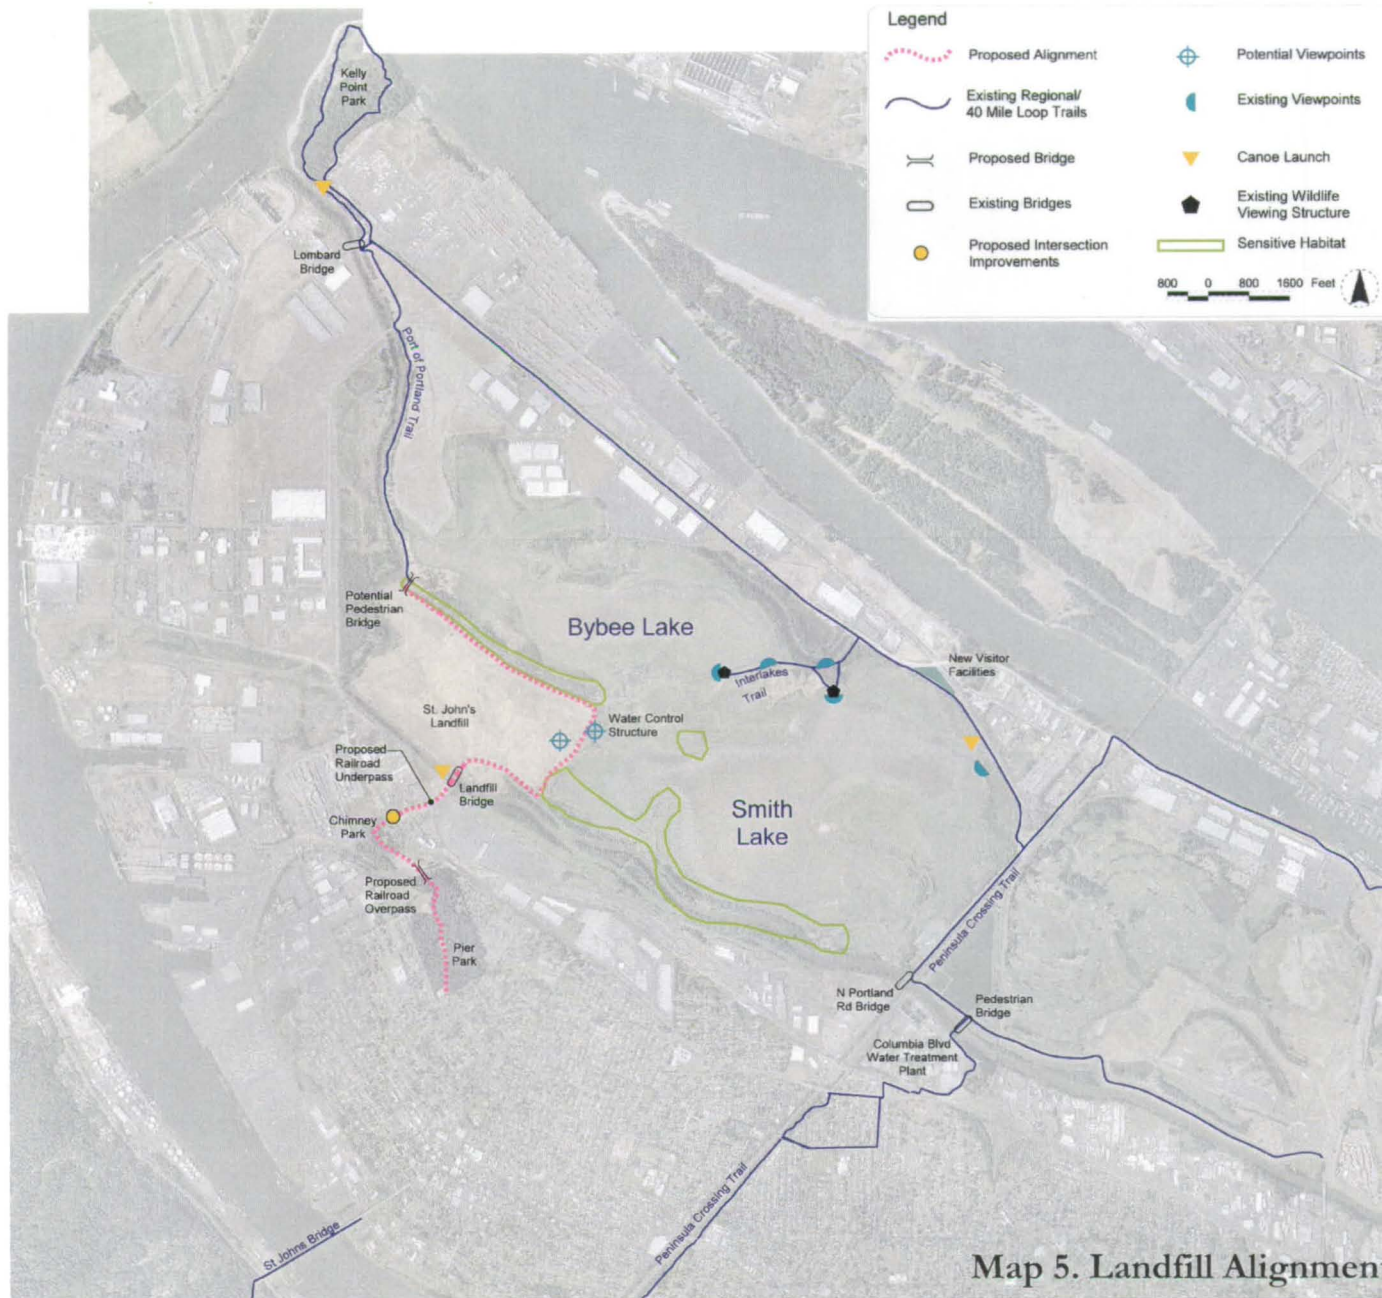 Legend
Proposed Alignment
Potential Viewpoints
Existing Regional/
40 Mile Loop Trails
Existing Viewpoints
Proposed Bridge
Canoe Launch
Existing Bridges
Existing Wildlife
Viewing Structure
Proposed Intersection
Improvements
Sensitive Habitat
800 0 800 1600 Feet
Kelly
Point
Park
Lombard
Bridge
Port of Portland Trail
Potential
Pedestrian
Bridge
Bybee Lake
Interlakes
Trail
New Visitor
Facilities
St. John's
Landfill
Water Control
Structure
Proposed
Railroad
Underpass
Landfill
Bridge
Chimney
Park
Smith
Lake
Proposed
Railroad
Overpass
Pier
Park
Peninsula Crossing Trail
N Portland
Rd Bridge
Pedestrian
Bridge
Columbia Blvd
Water Treatment
Plant
Peninsula Crossing Trail
St Johns Bridge
Map 5. Landfill Alignmen